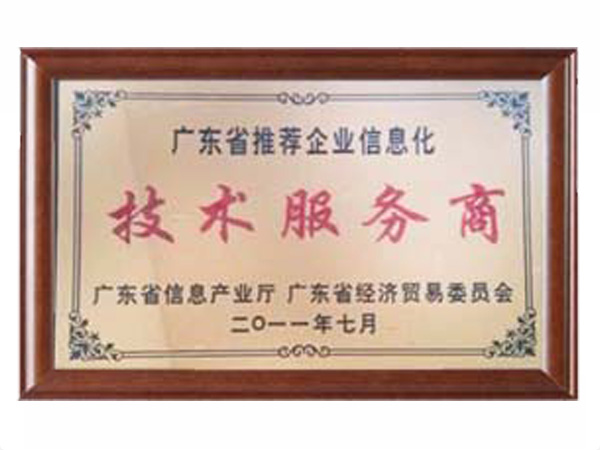 广东省推荐企业信息化
技术服务商
广东省信息产业厅 广东省经济贸易委员会
二〇一一年七月